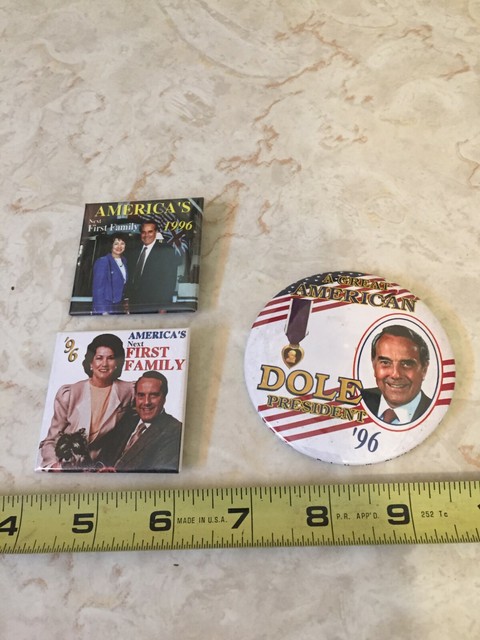 AMERICA'S
Next
First Family 1996
'96
AMERICA'S
Next
FIRST
FAMILY
A GREAT
AMERICAN
DOLE
PRESIDENT
'96
4 5 6 MADE IN U.S.A. 7 8 P.R. APP'D. 9 252 Tc